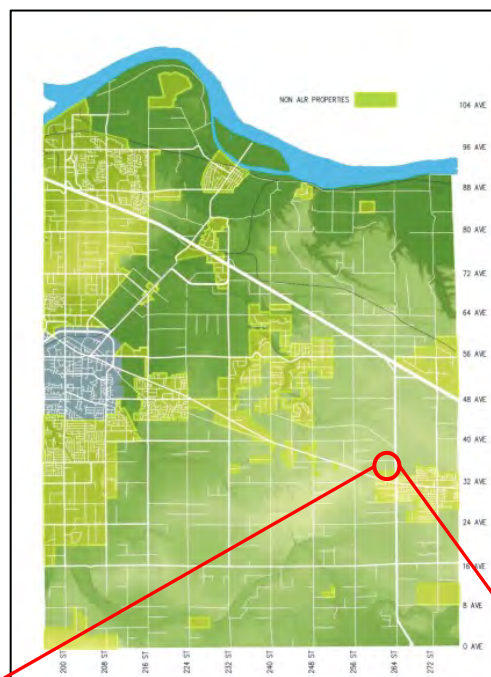 NON ALR PROPERTIES
104 AVE
96 AVE
88 AVE
80 AVE
72 AVE
64 AVE
56 AVE
48 AVE
40 AVE
32 AVE
24 AVE
16 AVE
8 AVE
0 AVE
200 ST
208 ST
216 ST
224 ST
232 ST
240 ST
248 ST
256 ST
264 ST
272 ST